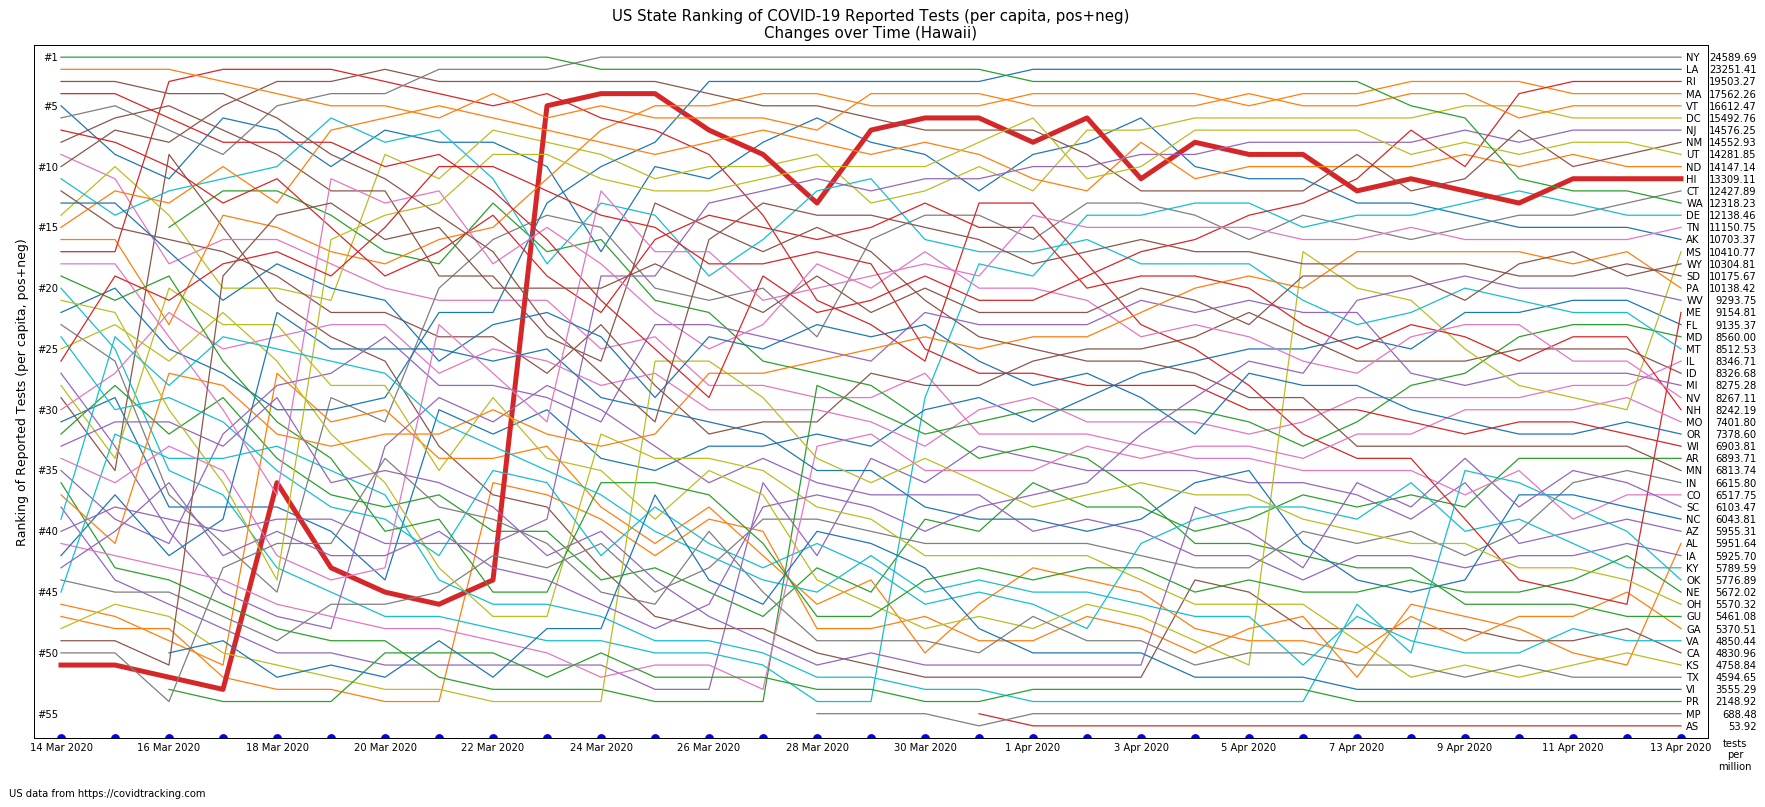 US State Ranking of COVID-19 Reported Tests (per capita, pos+neg)
Changes over Time (Hawaii)
Ranking of Reported Tests (per capita, pos+neg)
#1
#5
#10
#15
#20
#25
#30
#35
#40
#45
#50
#55
NY 24589.69
LA 23251.41
RI 19503.27
MA 17562.26
VT 16612.47
DC 15492.76
NJ 14576.25
NM 14552.93
UT 14281.85
ND 14147.14
HI 13309.11
CT 12427.89
WA 12318.23
DE 12138.46
TN 11150.75
AK 10703.37
MS 10410.77
WY 10304.81
SD 10175.67
PA 10138.42
WV 9293.75
ME 9154.81
FL 9135.37
MD 8560.00
MT 8512.53
IL 8346.71
ID 8326.68
MI 8275.28
NV 8267.11
NH 8242.19
MO 7401.80
OR 7378.60
WI 6903.81
AR 6893.71
MN 6813.74
IN 6615.80
CO 6517.75
SC 6103.47
NC 6043.81
AZ 5955.31
AL 5951.64
IA 5925.70
KY 5789.59
OK 5776.89
NE 5672.02
OH 5570.32
GU 5461.08
GA 5370.51
VA 4850.44
CA 4830.96
KS 4758.84
TX 4594.65
VI 3555.29
PR 2148.92
MP 688.48
AS 53.92
14 Mar 2020 16 Mar 2020 18 Mar 2020 20 Mar 2020 22 Mar 2020 24 Mar 2020 26 Mar 2020 28 Mar 2020 30 Mar 2020 1 Apr 2020 3 Apr 2020 5 Apr 2020 7 Apr 2020 9 Apr 2020 11 Apr 2020 13 Apr 2020
tests
per
million
US data from https://covidtracking.com